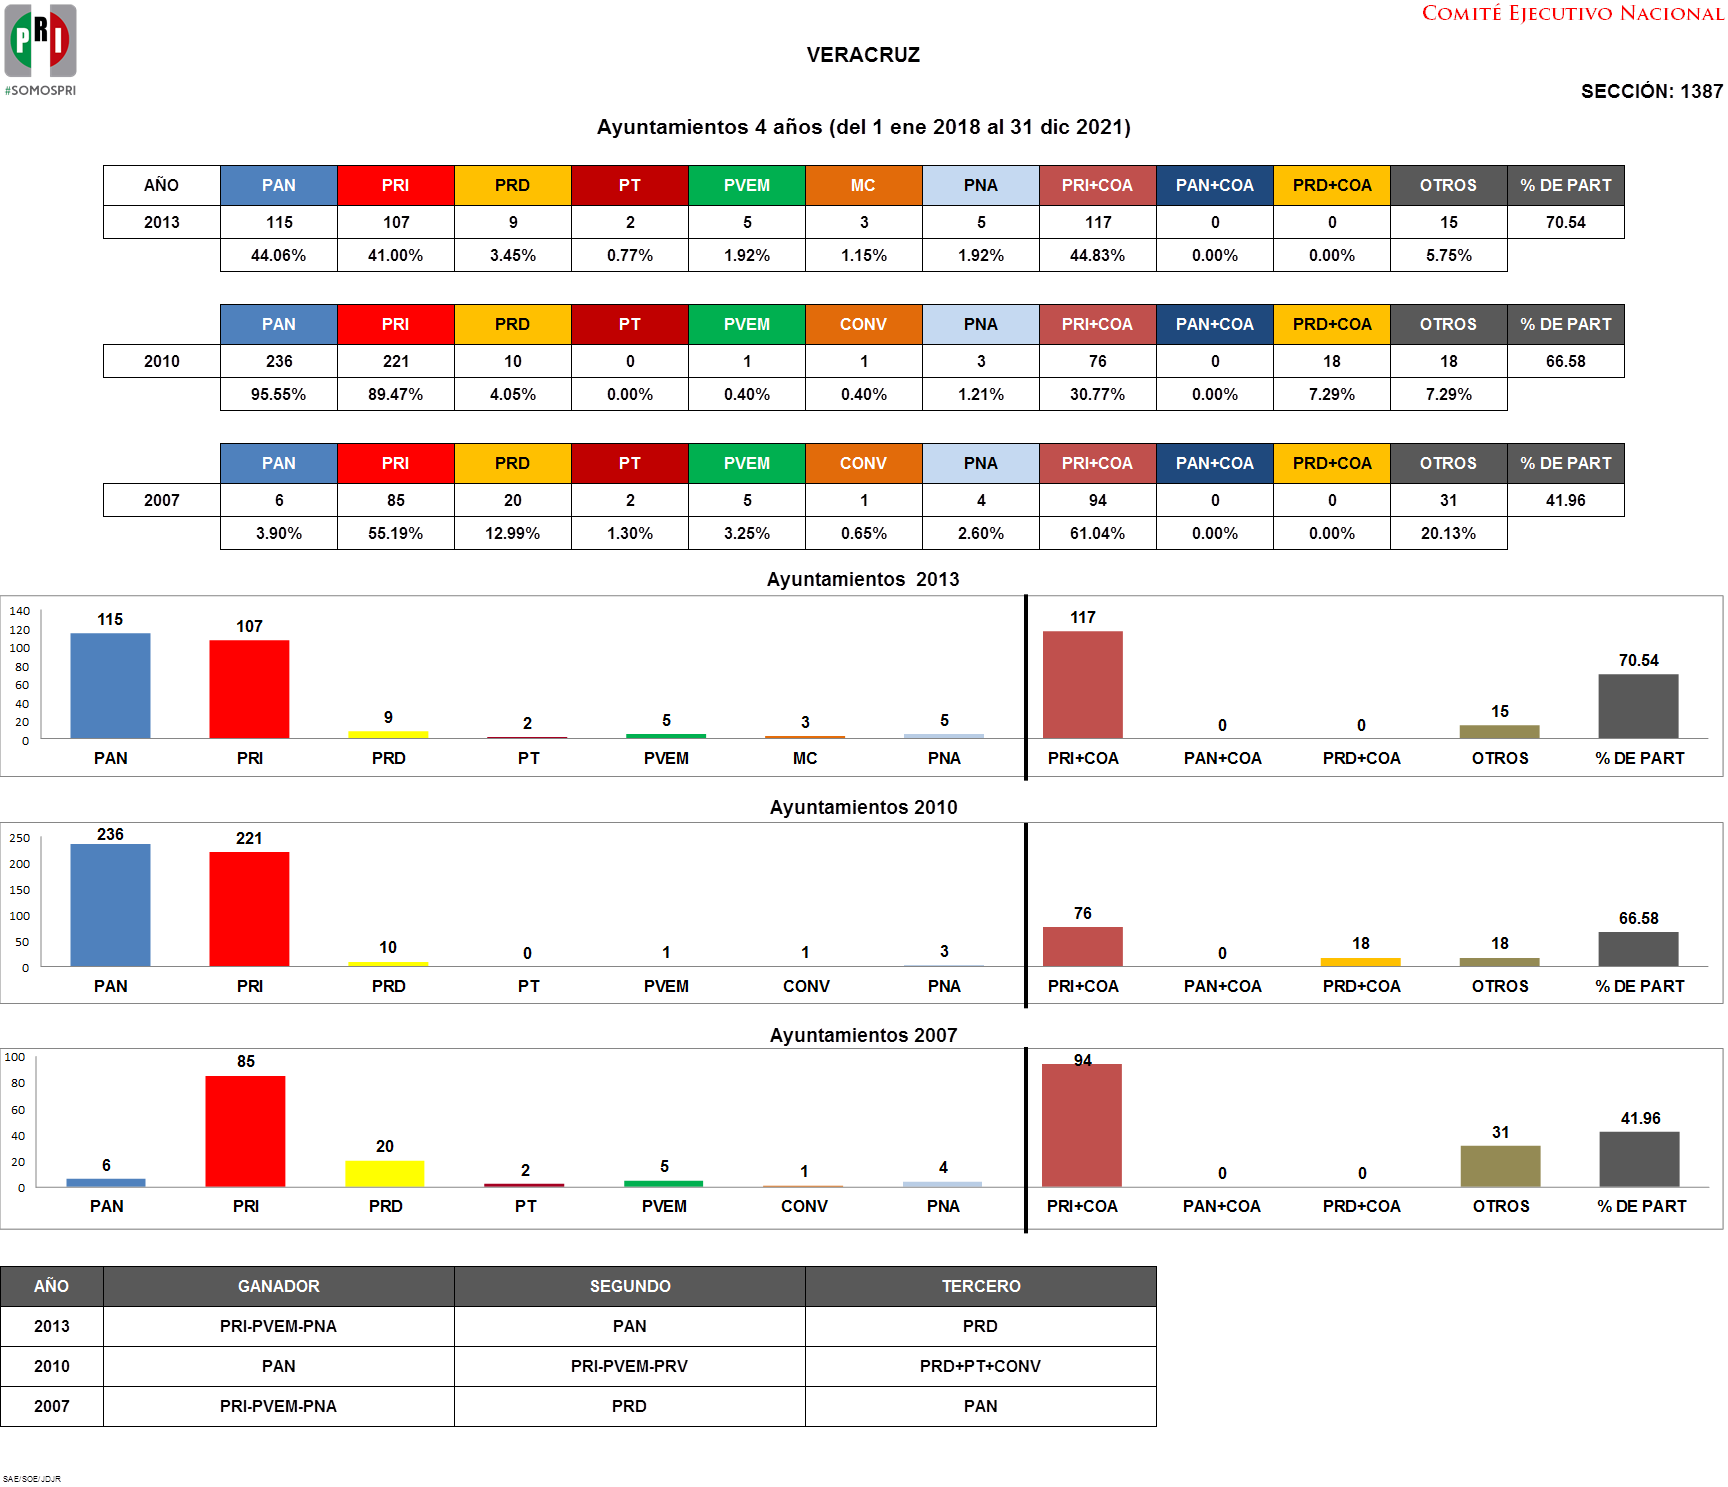 PRI
#SOMOSPRI
COMITÉ EJECUTIVO NACIONAL
VERACRUZ
SECCIÓN: 1387
Ayuntamientos 4 años (del 1 ene 2018 al 31 dic 2021)
AÑO PAN PRI PRD PT PVEM MC PNA PRI+COA PAN+COA PRD+COA OTROS % DE PART
2013 115 107 9 2 5 3 5 117 0 0 15 70.54
44.06% 41.00% 3.45% 0.77% 1.92% 1.15% 1.92% 44.83% 0.00% 0.00% 5.75%
PAN PRI PRD PT PVEM CONV PNA PRI+COA PAN+COA PRD+COA OTROS % DE PART
2010 236 221 10 0 1 1 3 76 0 18 18 66.58
95.55% 89.47% 4.05% 0.00% 0.40% 0.40% 1.21% 30.77% 0.00% 7.29% 7.29%
PAN PRI PRD PT PVEM CONV PNA PRI+COA PAN+COA PRD+COA OTROS % DE PART
2007 6 85 20 2 5 1 4 94 0 0 31 41.96
3.90% 55.19% 12.99% 1.30% 3.25% 0.65% 2.60% 61.04% 0.00% 0.00% 20.13%
Ayuntamientos 2013
140
120
100
80
60
40
20
0
115 107 9 2 5 3 5 117 0 0 15 70.54
PAN PRI PRD PT PVEM MC PNA PRI+COA PAN+COA PRD+COA OTROS % DE PART
Ayuntamientos 2010
250
200
150
100
50
0
236 221 10 0 1 1 3 76 0 18 18 66.58
PAN PRI PRD PT PVEM CONV PNA PRI+COA PAN+COA PRD+COA OTROS % DE PART
Ayuntamientos 2007
100
80
60
40
20
0
6 85 20 2 5 1 4 94 0 0 31 41.96
PAN PRI PRD PT PVEM CONV PNA PRI+COA PAN+COA PRD+COA OTROS % DE PART
AÑO GANADOR SEGUNDO TERCERO
2013 PRI-PVEM-PNA PAN PRD
2010 PAN PRI-PVEM-PRV PRD+PT+CONV
2007 PRI-PVEM-PNA PRD PAN
SAE/SOE/JDJR